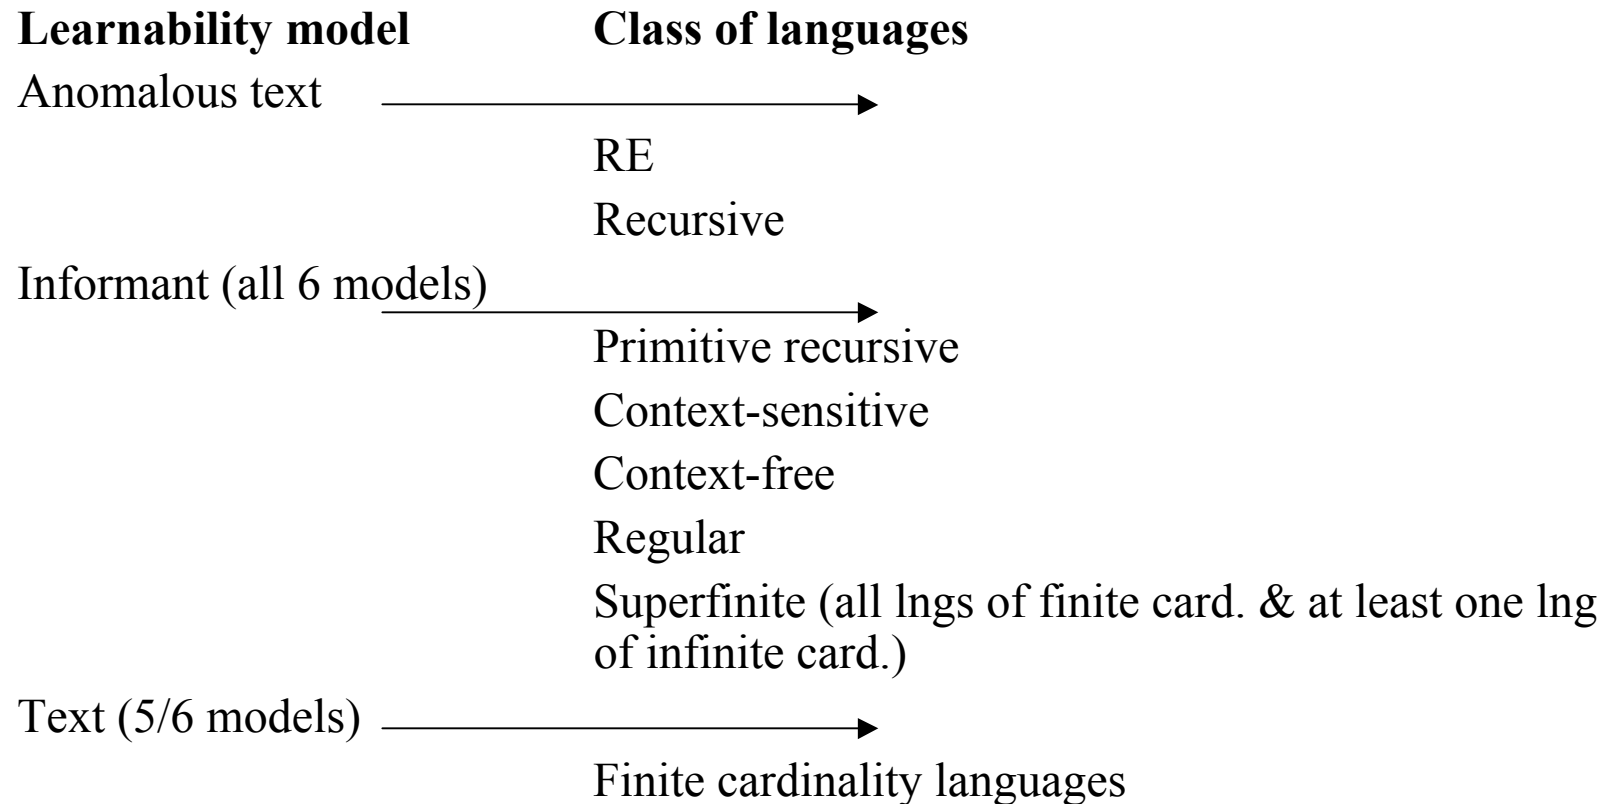 Learnability model Class of languages
Anomalous text
RE
Recursive
Informant (all 6 models)
Primitive recursive
Context-sensitive
Context-free
Regular
Superfinite (all lngs of finite card. & at least one lng
of infinite card.)
Text (5/6 models)
Finite cardinality languages